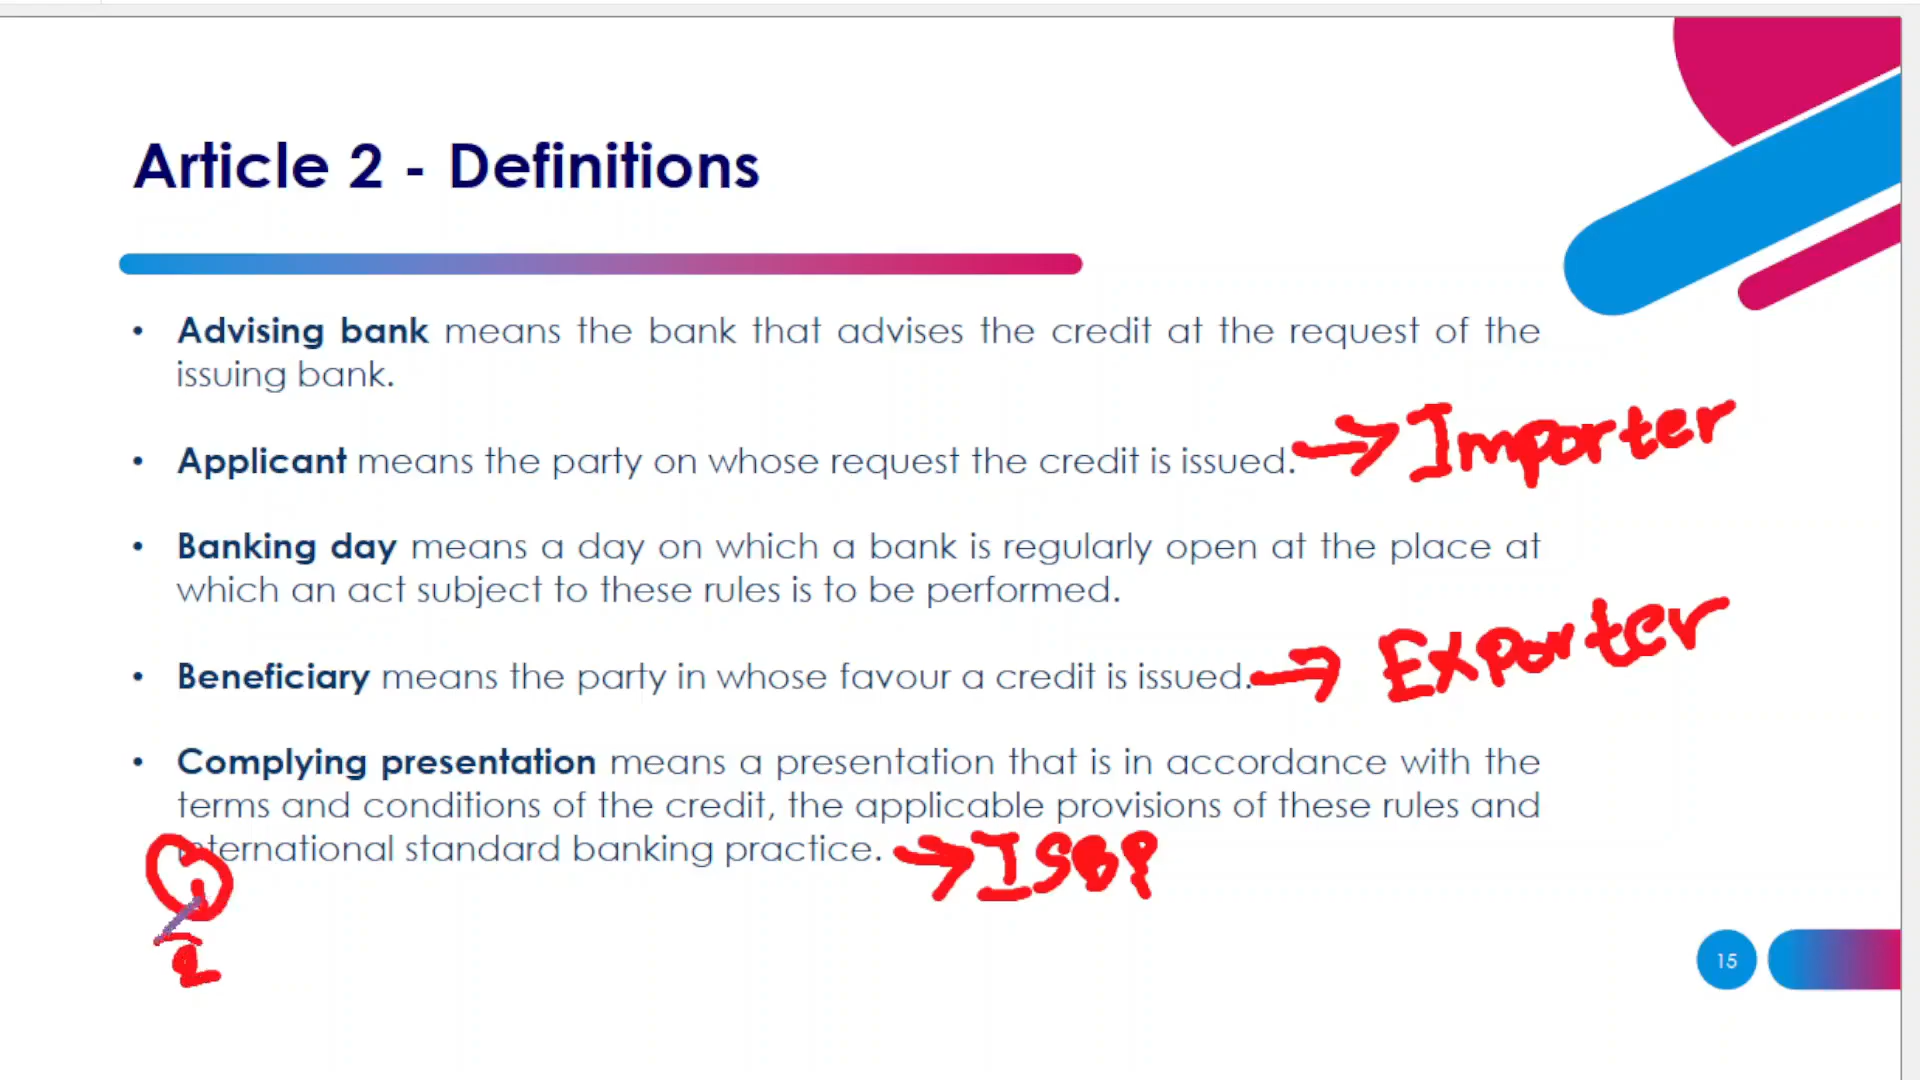 Article 2 - Definitions
• Advising bank means the bank that advises the credit at the request of the
issuing bank.
• Applicant means the party on whose request the credit is issued. → Importer
• Banking day means a day on which a bank is regularly open at the place at
which an act subject to these rules is to be performed.
• Beneficiary means the party in whose favour a credit is issued. → Exporter
• Complying presentation means a presentation that is in accordance with the
terms and conditions of the credit, the applicable provisions of these rules and
international standard banking practice. → ISBP
15